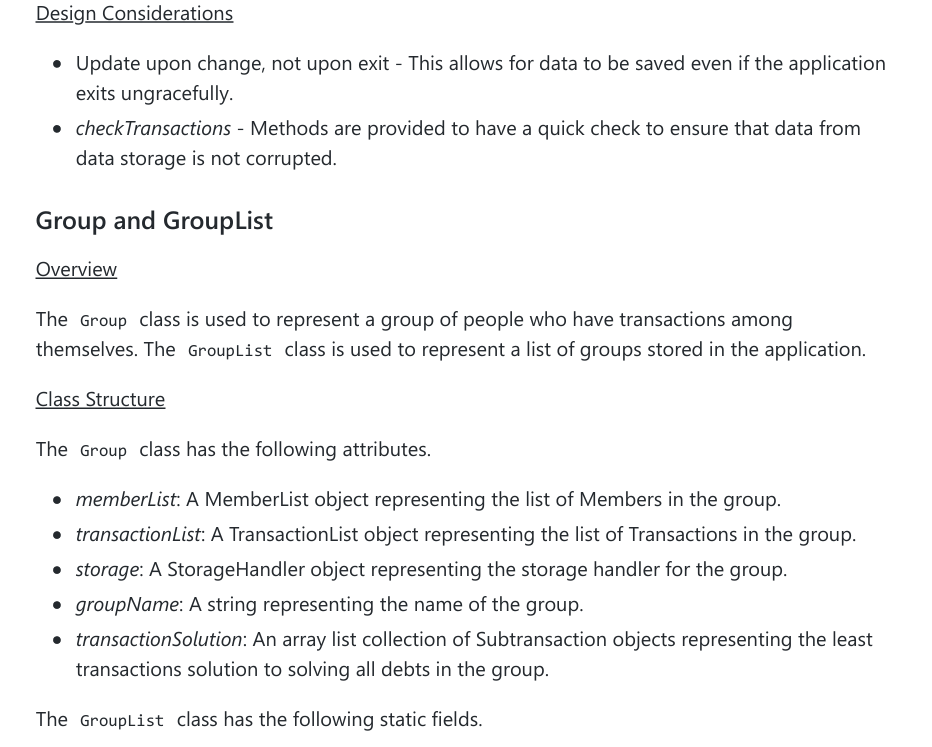 Design Considerations
• Update upon change, not upon exit - This allows for data to be saved even if the application
exits ungracefully.
• checkTransactions - Methods are provided to have a quick check to ensure that data from
data storage is not corrupted.
Group and GroupList
Overview
The Group class is used to represent a group of people who have transactions among
themselves. The GroupList class is used to represent a list of groups stored in the application.
Class Structure
The Group class has the following attributes.
• memberList: A MemberList object representing the list of Members in the group.
• transactionList: A TransactionList object representing the list of Transactions in the group.
• storage: A StorageHandler object representing the storage handler for the group.
• groupName: A string representing the name of the group.
• transactionSolution: An array list collection of Subtransaction objects representing the least
transactions solution to solving all debts in the group.
The GroupList class has the following static fields.